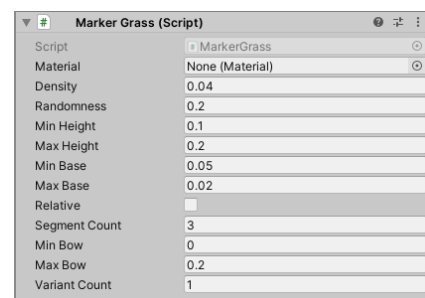 # Marker Grass (Script)
Script # MarkerGrass
Material None (Material)
Density 0.04
Randomness 0.2
Min Height 0.1
Max Height 0.2
Min Base 0.05
Max Base 0.02
Relative
Segment Count 3
Min Bow 0
Max Bow 0.2
Variant Count 1